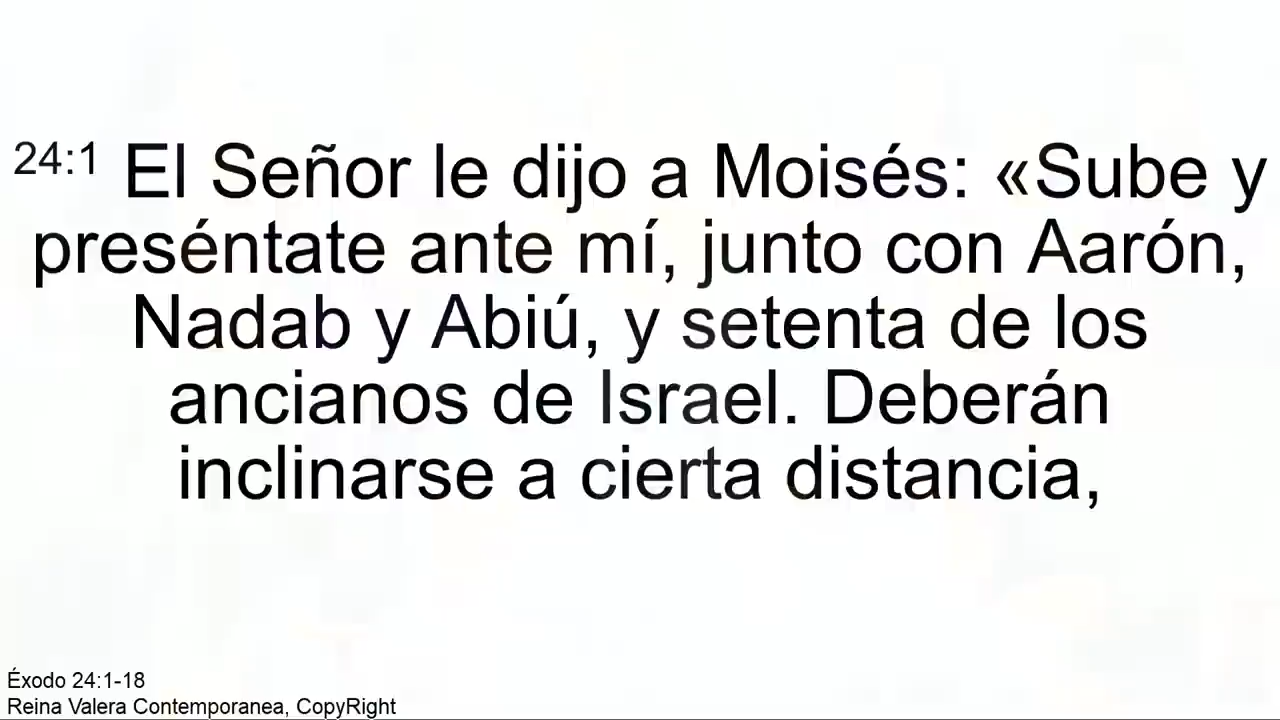 24:1 El Señor le dijo a Moisés: «Sube y
preséntate ante mí, junto con Aarón,
Nadab y Abiú, y setenta de los
ancianos de Israel. Deberán
inclinarse a cierta distancia,
Éxodo 24:1-18
Reina Valera Contemporanea, CopyRight